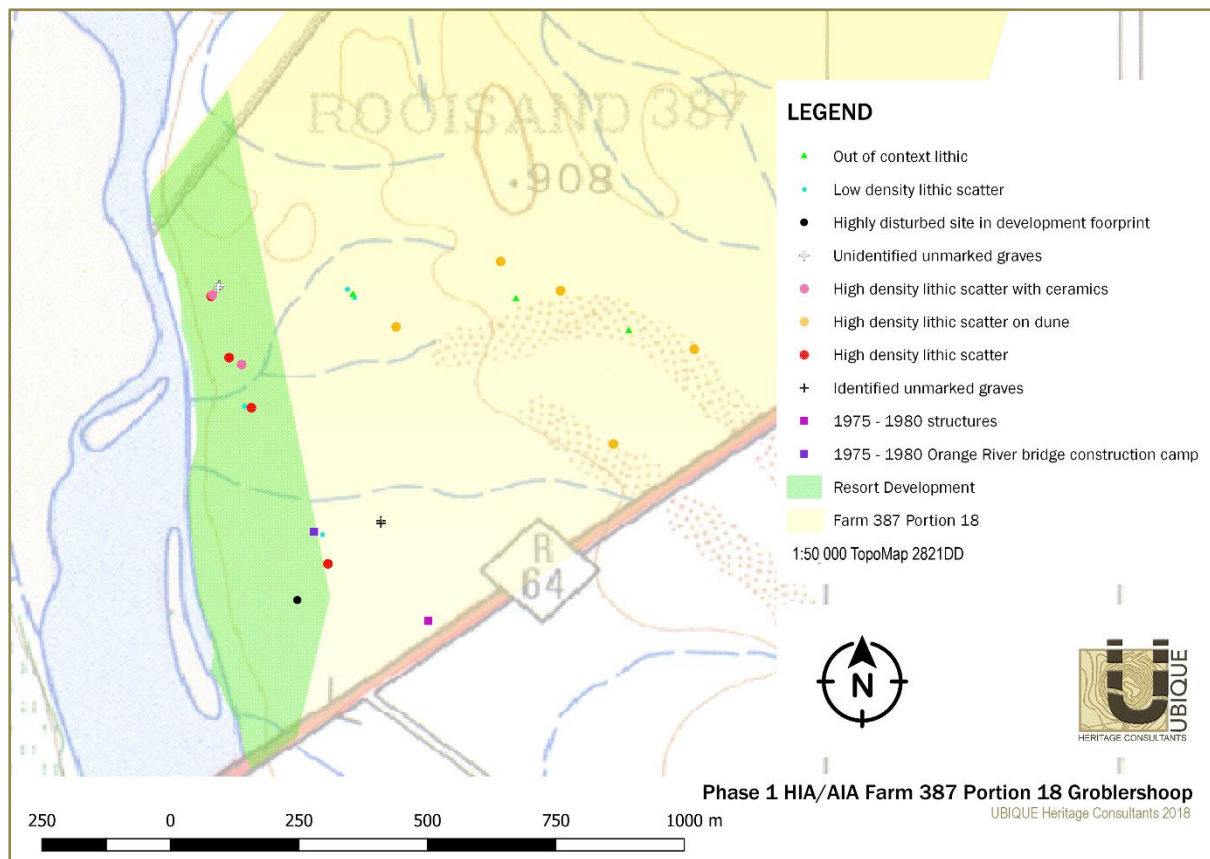 ROOISAND 387
.908
R
64
LEGEND
Out of context lithic
Low density lithic scatter
Highly disturbed site in development foorprint
Unidentified unmarked graves
High density lithic scatter with ceramics
High density lithic scatter on dune
High density lithic scatter
Identified unmarked graves
1975 - 1980 structures
1975 - 1980 Orange River bridge construction camp
Resort Development
Farm 387 Portion 18
1:50 000 TopoMap 2821DD
N
U
UBIQUE
HERITAGE CONSULTANTS
Phase 1 HIA/AIA Farm 387 Portion 18 Groblershoop
UBIQUE Heritage Consultants 2018
250 0 250 500 750 1000 m